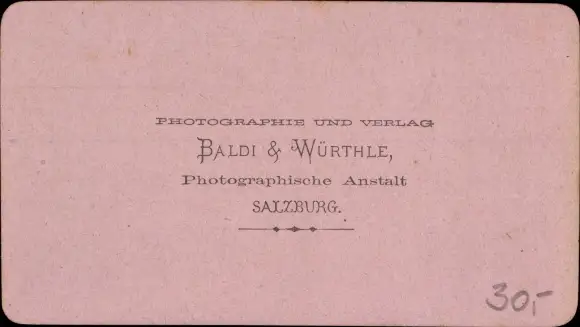 PHOTOGRAPHIE UND VERLAG
BALDI & WÜRTHLE,
Photographische Anstalt
SALZBURG.
30,-